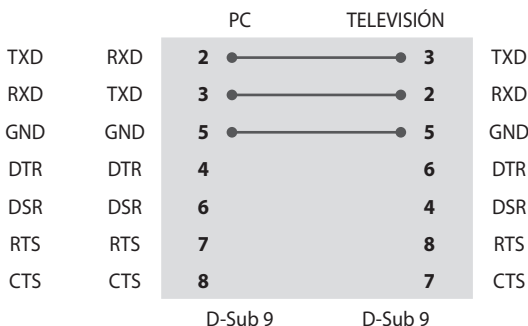 PC TELEVISIÓN
TXD RXD 2 3 TXD
RXD TXD 3 2 RXD
GND GND 5 5 GND
DTR DTR 4 6 DTR
DSR DSR 6 4 DSR
RTS RTS 7 8 RTS
CTS CTS 8 7 CTS
D-Sub 9 D-Sub 9